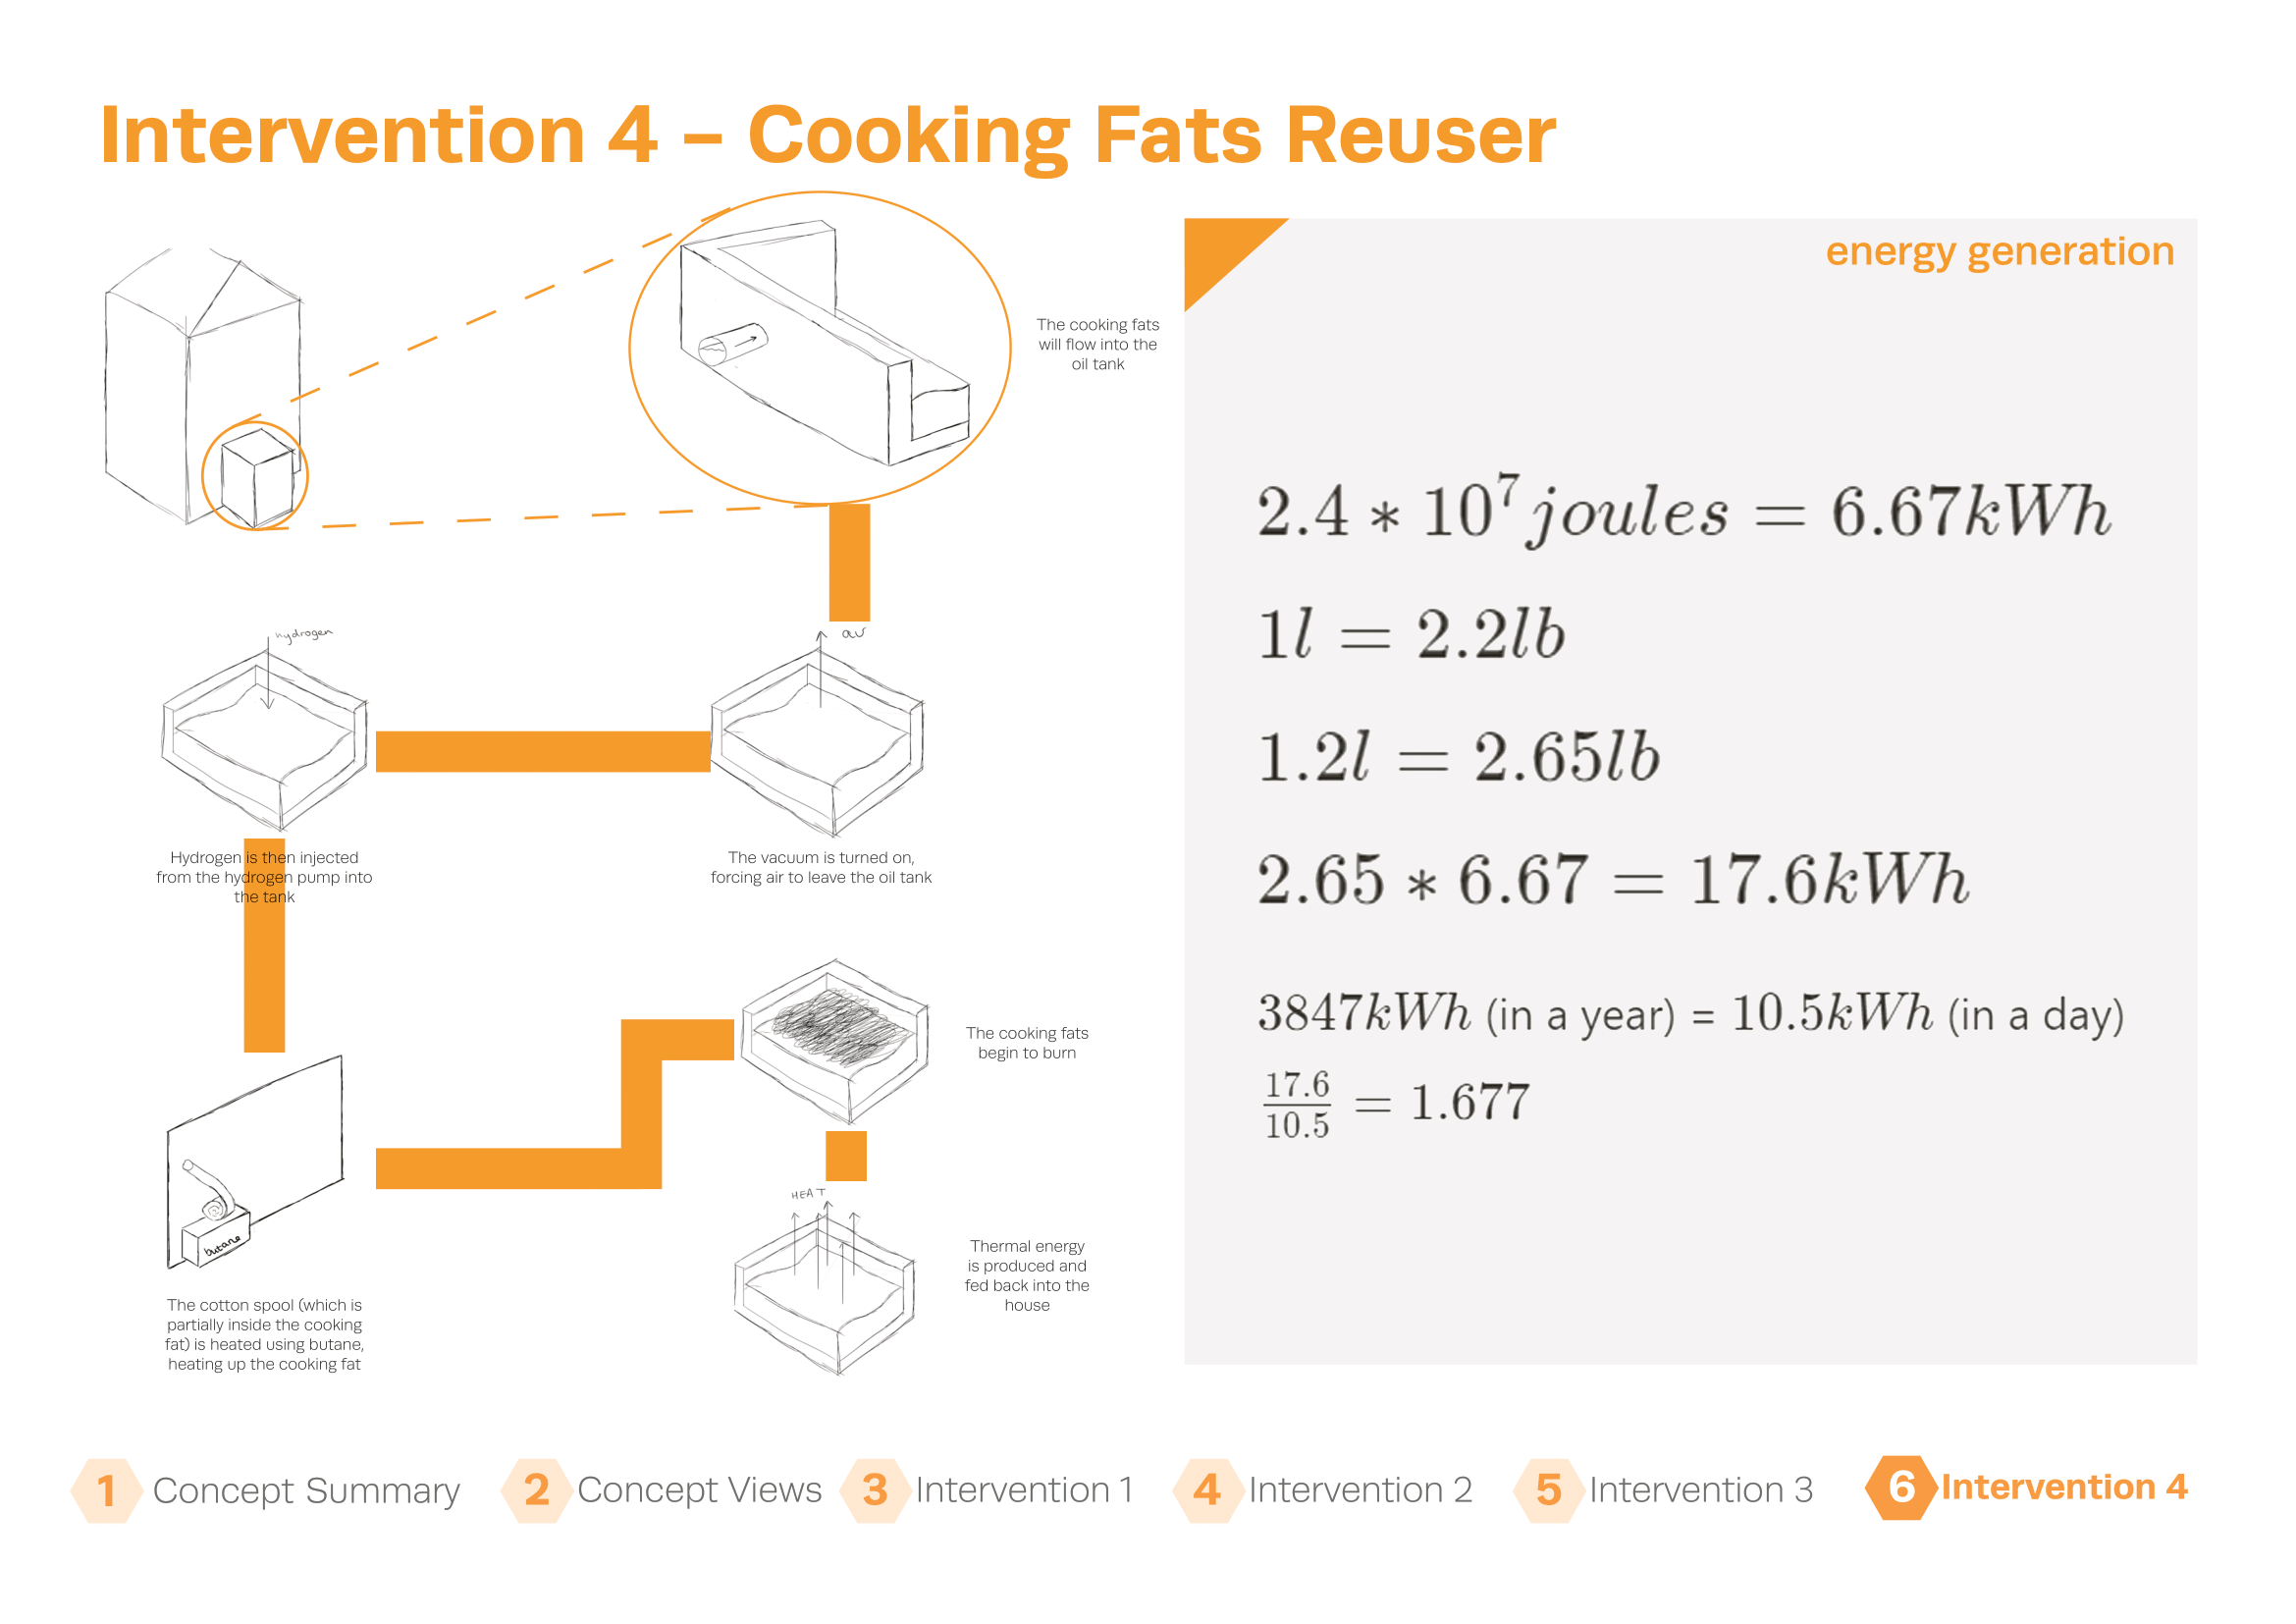 Intervention 4 – Cooking Fats Reuser
The cooking fats
will flow into the
oil tank
air
The vacuum is turned on,
forcing air to leave the oil tank
hydrogen
Hydrogen is then injected
from the hydrogen pump into
the tank
butane
The cotton spool (which is
partially inside the cooking
fat) is heated using butane,
heating up the cooking fat
The cooking fats
begin to burn
HEAT
Thermal energy
is produced and
fed back into the
house
energy generation
2.4 * 10^7 joules = 6.67kWh
1l = 2.2lb
1.2l = 2.65lb
2.65 * 6.67 = 17.6kWh
3847kWh (in a year) = 10.5kWh (in a day)
17.6/10.5 = 1.677
1 Concept Summary 2 Concept Views 3 Intervention 1 4 Intervention 2 5 Intervention 3 6 Intervention 4